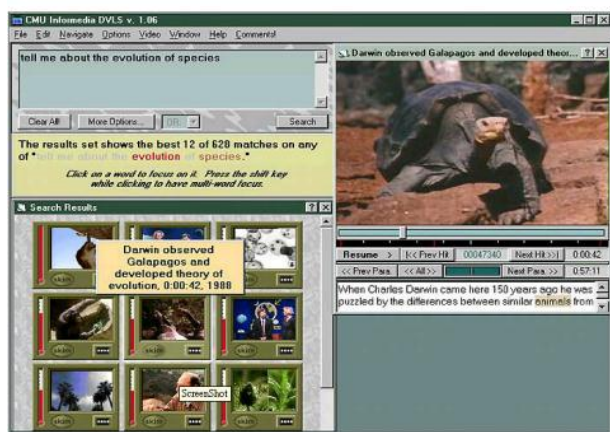 CMU Informedia DVLS v. 1.06
File Edit Navigate Options Video Window Help Comments!
tell me about the evolution of species
Clear All! More Options... OR Search
The results set shows the best 12 of 628 matches on any
of "tell me about the evolution of species."
Click on a word to focus on it. Press the shift key
while clicking to have multi-word focus.
Search Results
Darwin observed
Galapagos and
developed theory of
evolution, 0:00:42, 1988
skim skim skim
skim skim skim
ScreenShot
skim skim skim
Darwin observed Galapagos and developed theor...
Resume > |<< Prev Hit 00047340 Next Hit >>| 0:00:42
<< Prev Para. << All >> Next Para. >> 0:57:11
When Charles Darwin came here 150 years ago he was
puzzled by the differences between similar animals from